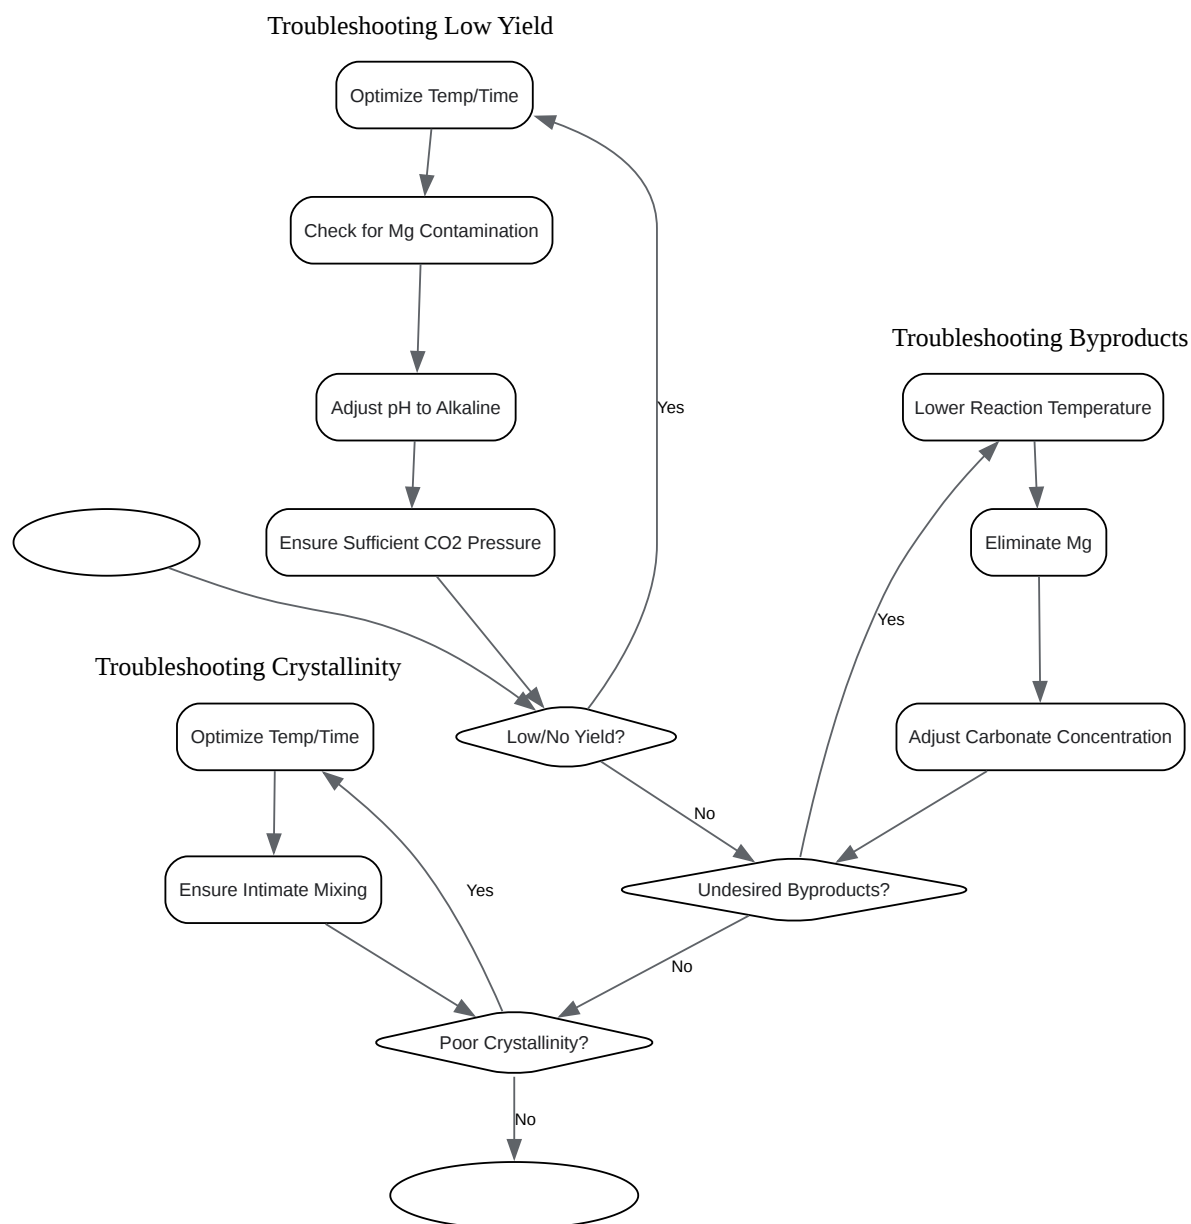 Troubleshooting Low Yield
Optimize Temp/Time
Check for Mg Contamination
Troubleshooting Byproducts
Adjust pH to Alkaline
Yes
Lower Reaction Temperature
Ensure Sufficient CO2 Pressure
Eliminate Mg
Yes
Troubleshooting Crystallinity
Optimize Temp/Time
Low/No Yield?
Adjust Carbonate Concentration
No
Ensure Intimate Mixing
Yes
Undesired Byproducts?
No
Poor Crystallinity?
No